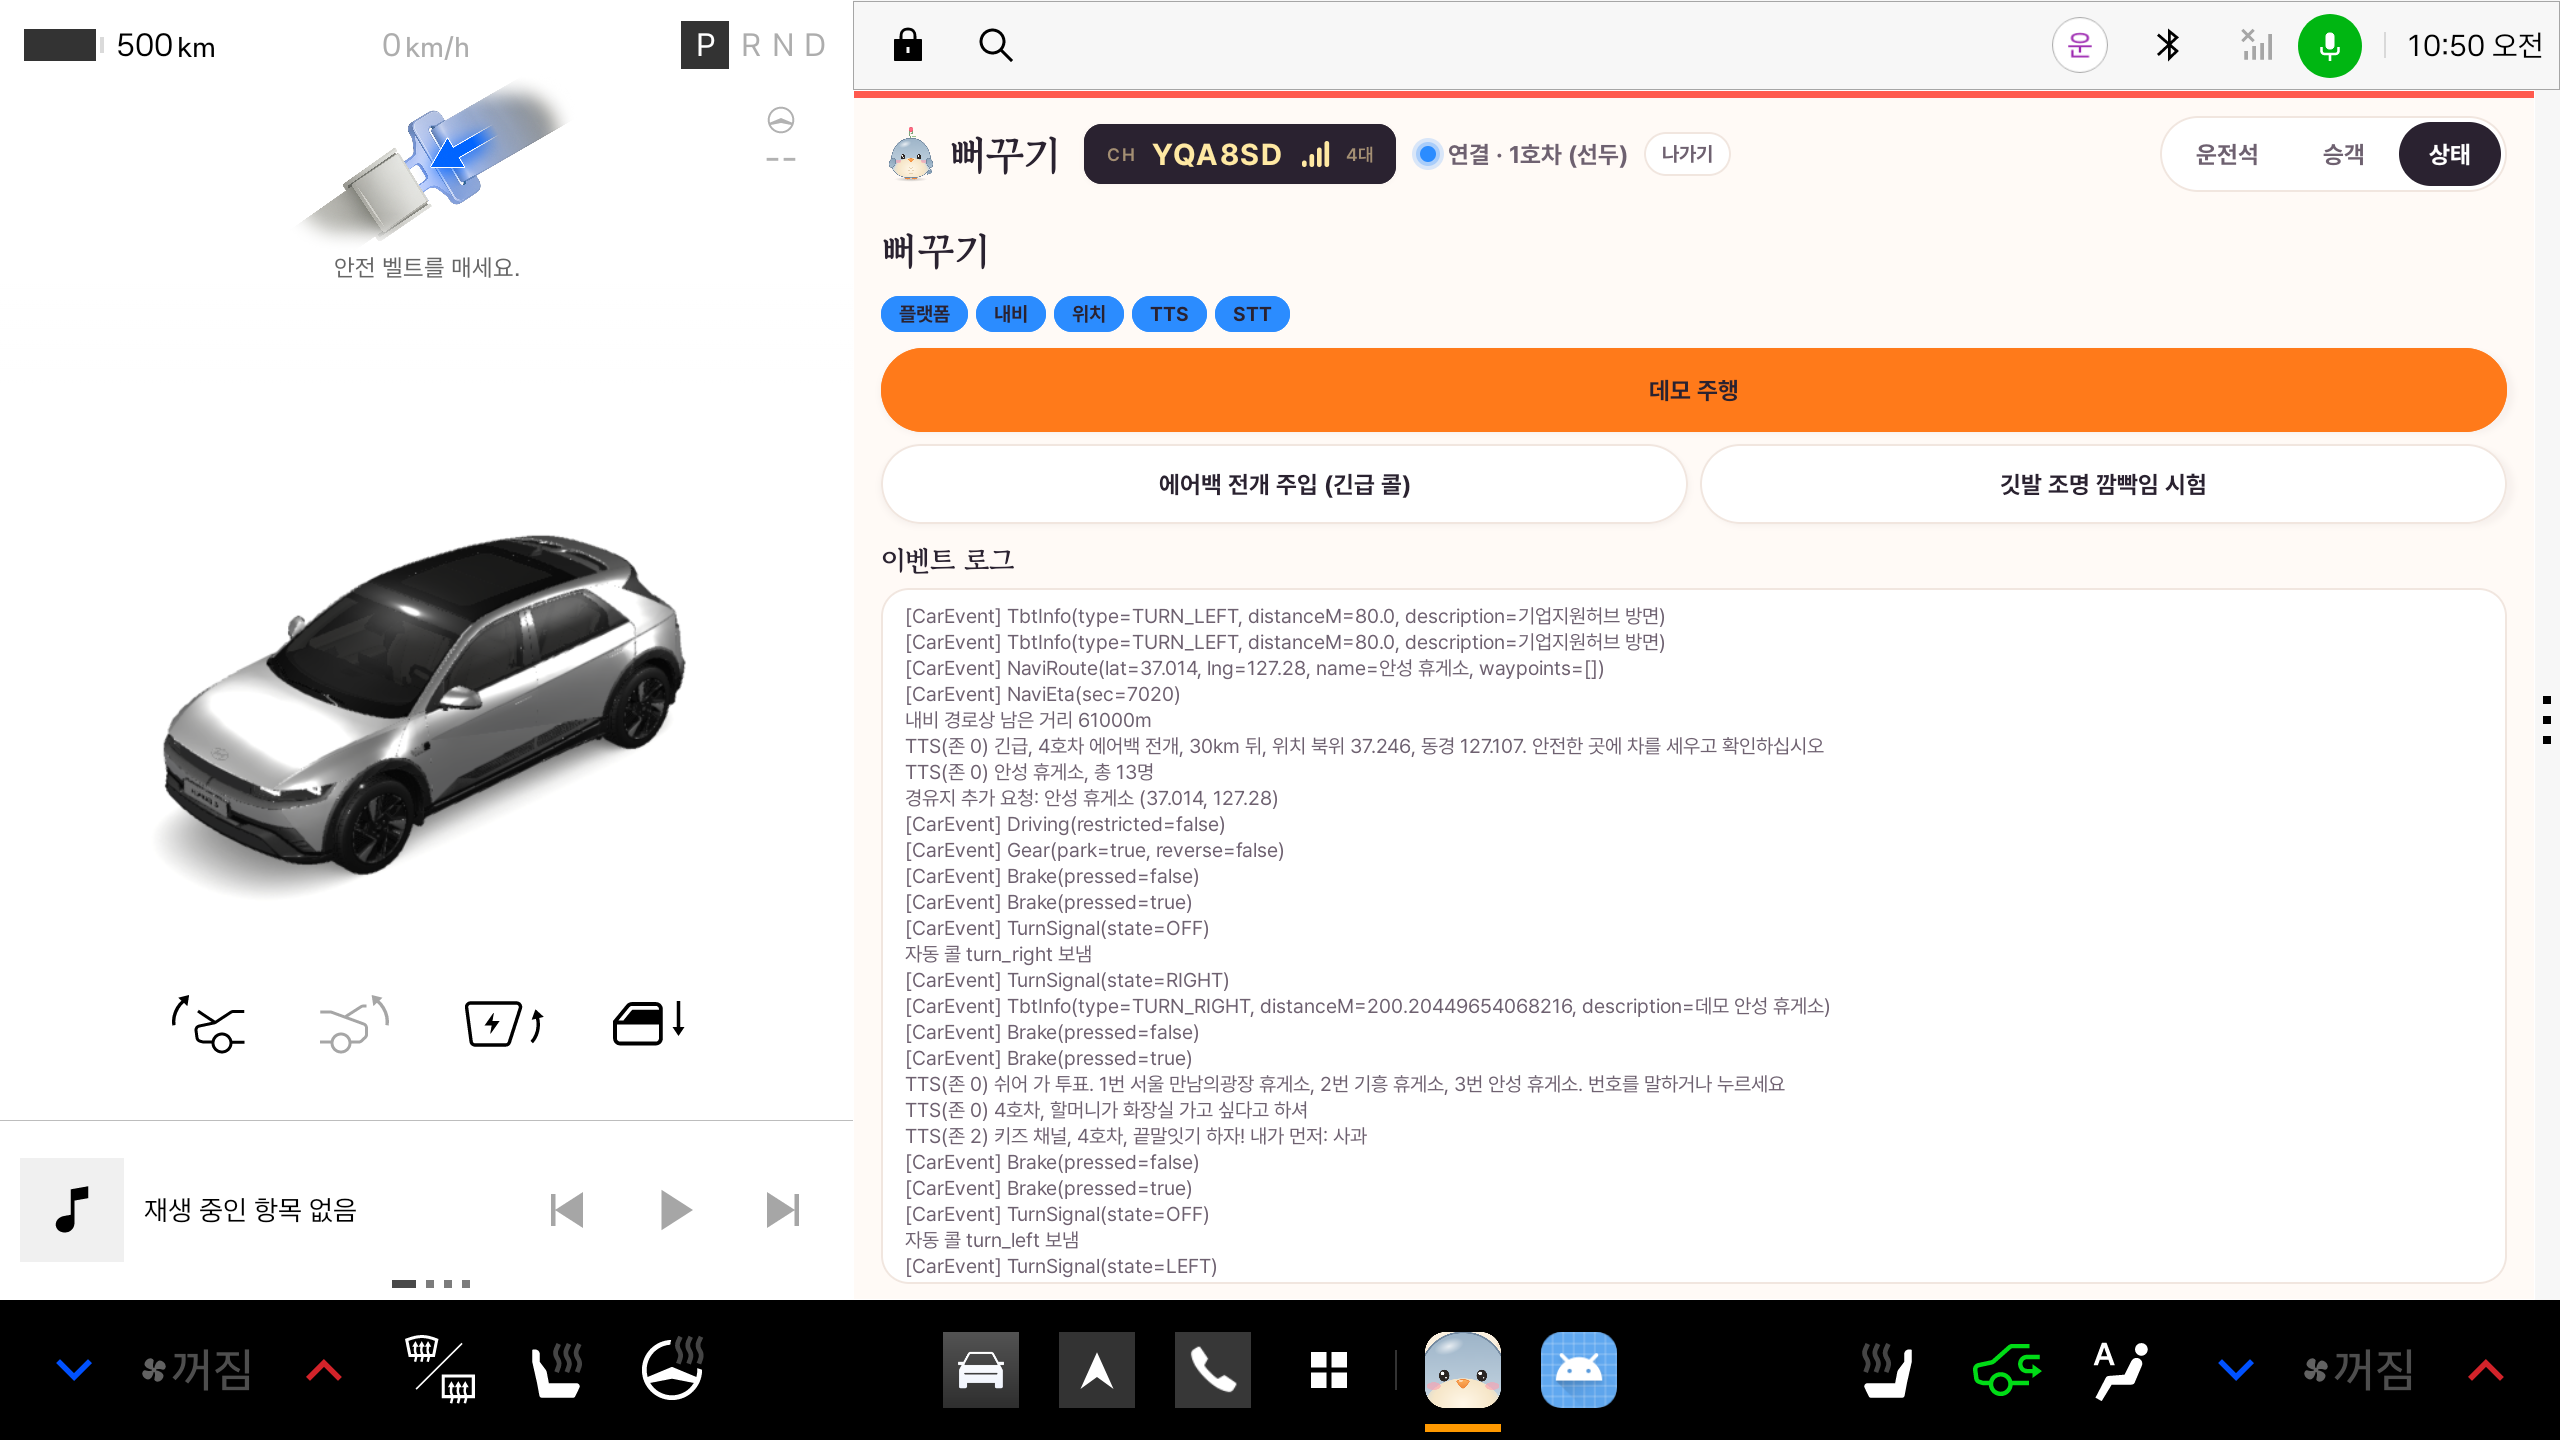 500 km
0 km/h
P R N D
운
10:50 오전
안전 벨트를 매세요.
재생 중인 항목 없음
뻐꾸기
CH YQA8SD 4대
연결 · 1호차 (선두)
나가기
운전석
승객
상태
뻐꾸기
플랫폼
내비
위치
TTS
STT
데모 주행
에어백 전개 주입 (긴급 콜)
깃발 조명 깜빡임 시험
이벤트 로그
[CarEvent] TbtInfo(type=TURN_LEFT, distanceM=80.0, description=기업지원허브 방면)
[CarEvent] TbtInfo(type=TURN_LEFT, distanceM=80.0, description=기업지원허브 방면)
[CarEvent] NaviRoute(lat=37.014, lng=127.28, name=안성 휴게소, waypoints=[])
[CarEvent] NaviEta(sec=7020)
내비 경로상 남은 거리 61000m
TTS(존 0) 긴급, 4호차 에어백 전개, 30km 뒤, 위치 북위 37.246, 동경 127.107. 안전한 곳에 차를 세우고 확인하십시오
TTS(존 0) 안성 휴게소, 총 13명
경유지 추가 요청: 안성 휴게소 (37.014, 127.28)
[CarEvent] Driving(restricted=false)
[CarEvent] Gear(park=true, reverse=false)
[CarEvent] Brake(pressed=false)
[CarEvent] Brake(pressed=true)
[CarEvent] TurnSignal(state=OFF)
자동 콜 turn_right 보냄
[CarEvent] TurnSignal(state=RIGHT)
[CarEvent] TbtInfo(type=TURN_RIGHT, distanceM=200.20449654068216, description=데모 안성 휴게소)
[CarEvent] Brake(pressed=false)
[CarEvent] Brake(pressed=true)
TTS(존 0) 쉬어 가 투표. 1번 서울 만남의광장 휴게소, 2번 기흥 휴게소, 3번 안성 휴게소. 번호를 말하거나 누르세요
TTS(존 0) 4호차, 할머니가 화장실 가고 싶다고 하셔
TTS(존 2) 키즈 채널, 4호차, 끝말잇기 하자! 내가 먼저: 사과
[CarEvent] Brake(pressed=false)
[CarEvent] Brake(pressed=true)
[CarEvent] TurnSignal(state=OFF)
자동 콜 turn_left 보냄
[CarEvent] TurnSignal(state=LEFT)
꺼짐
A
꺼짐